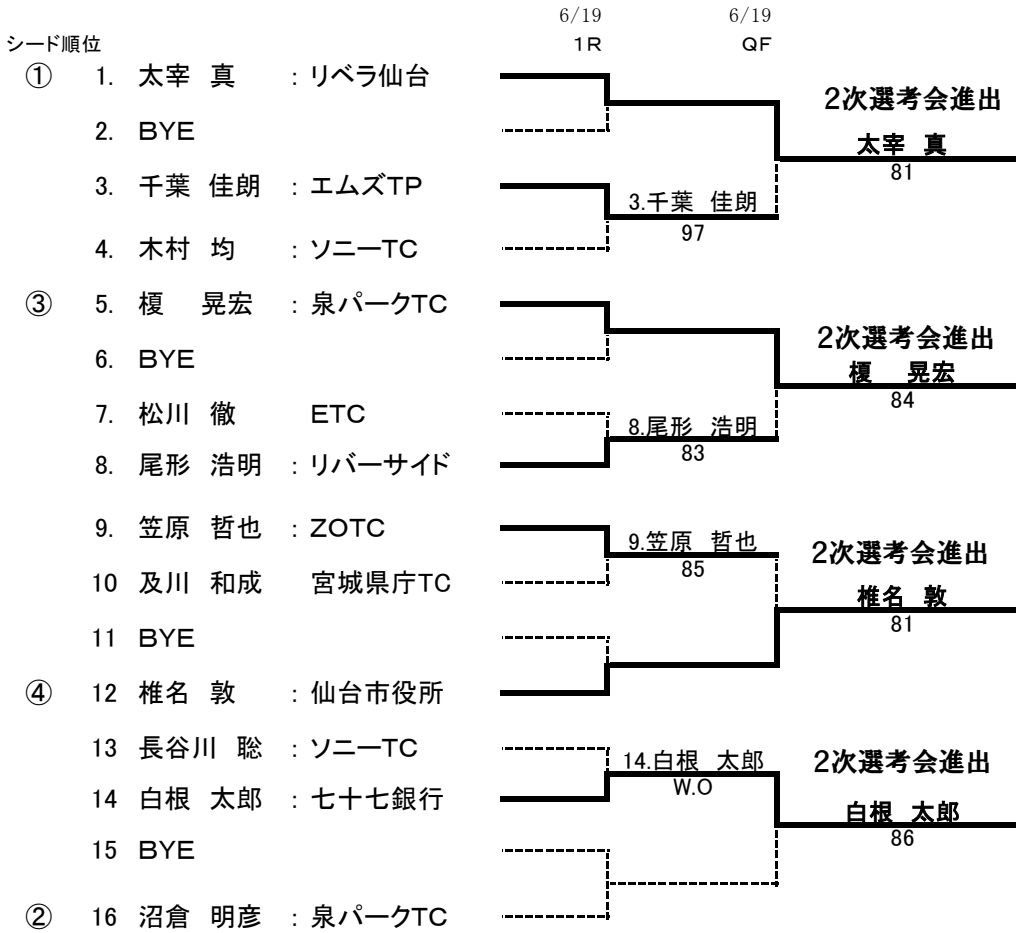 6/19 6/19
シード順位 1R QF
① 1. 太宰 真 : リベラ仙台
2次選考会進出
2. BYE
太宰 真
81
3. 千葉 佳朗 : エムズTP
3.千葉 佳朗
97
4. 木村 均 : ソニーTC
③ 5. 榎 晃宏 : 泉パークTC
2次選考会進出
6. BYE
榎 晃宏
84
7. 松川 徹 ETC
8.尾形 浩明
83
8. 尾形 浩明 : リバーサイド
9. 笠原 哲也 : ZOTC
9.笠原 哲也
85
2次選考会進出
10 及川 和成 宮城県庁TC
椎名 敦
81
11 BYE
④ 12 椎名 敦 : 仙台市役所
13 長谷川 聡 : ソニーTC
14.白根 太郎
W.O
2次選考会進出
14 白根 太郎 : 七十七銀行
白根 太郎
86
15 BYE
② 16 沼倉 明彦 : 泉パークTC